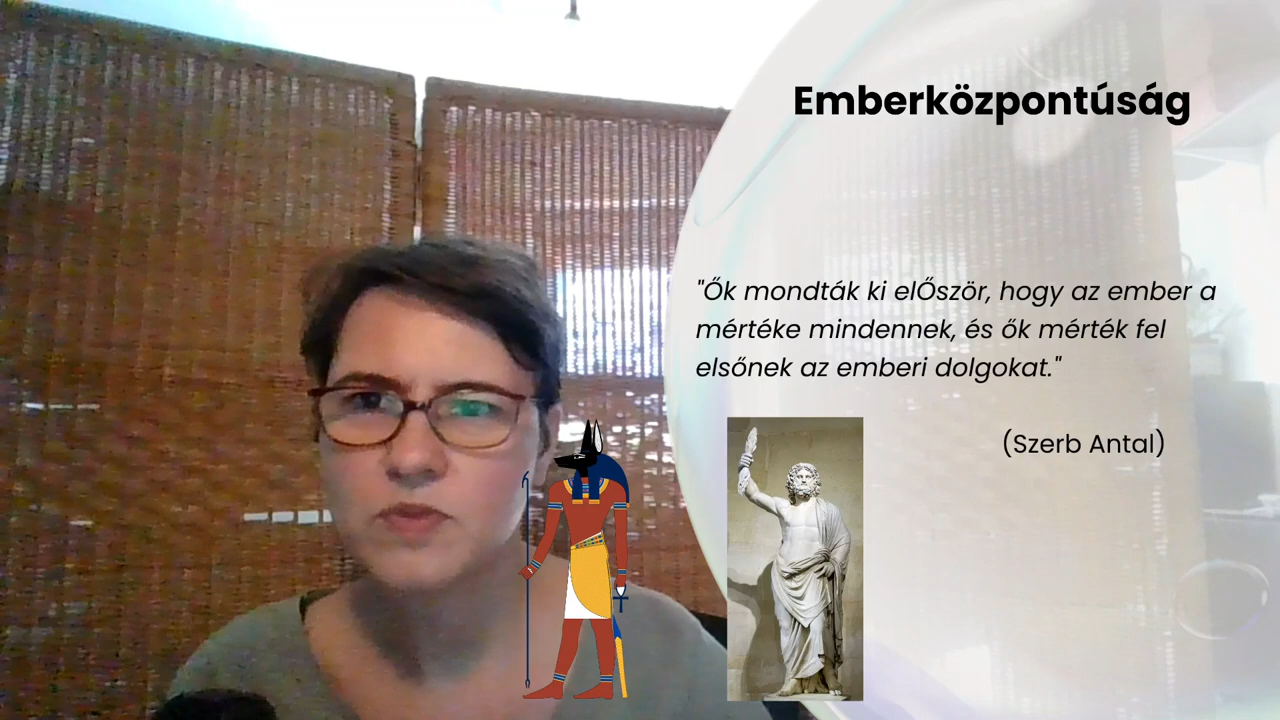 Emberközpontúság
"Ők mondták ki elŐször, hogy az ember a
mértéke mindennek, és ők mérték fel
elsőnek az emberi dolgokat."
(Szerb Antal)